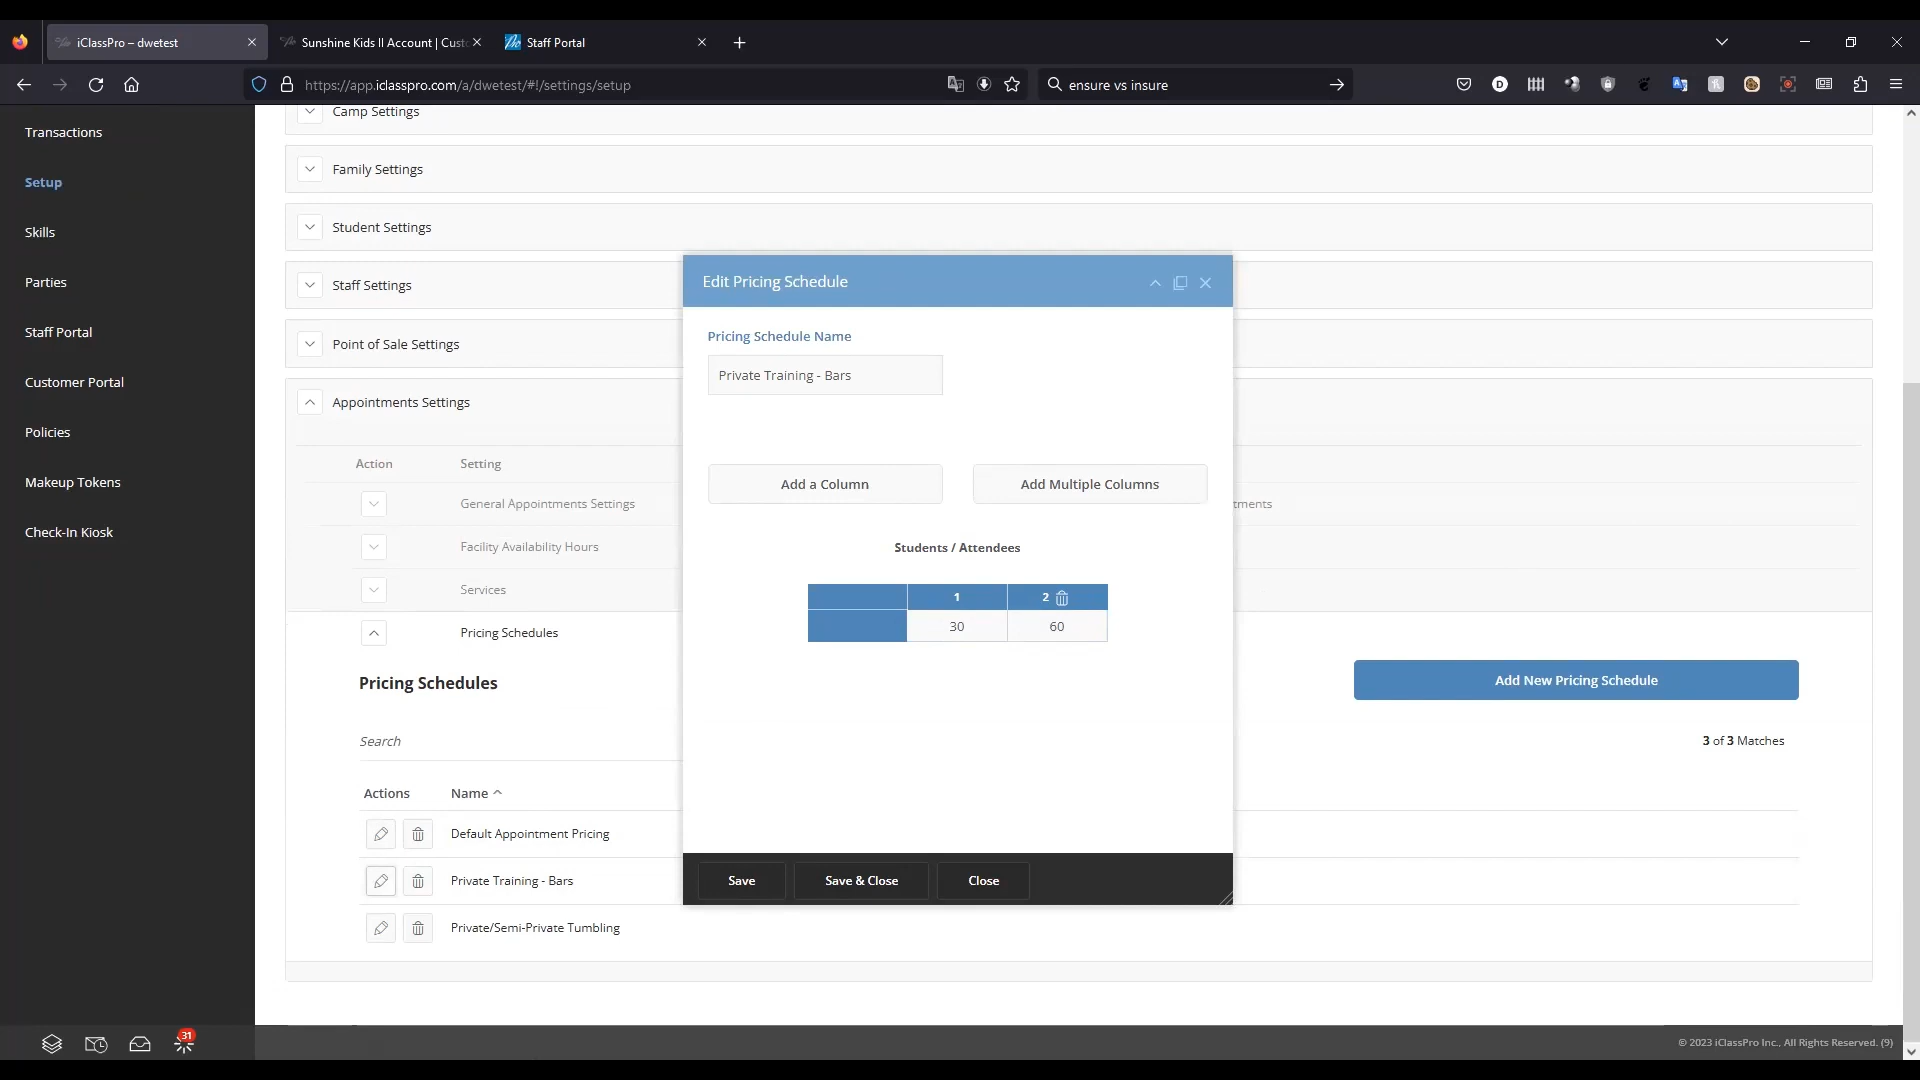 iClassPro – dwetest
Sunshine Kids II Account | Custo
Staff Portal
https://app.iclasspro.com/a/dwetest/#!/settings/setup
ensure vs insure
Transactions
Setup
Skills
Parties
Staff Portal
Customer Portal
Policies
Makeup Tokens
Check-In Kiosk
Camp Settings
Family Settings
Student Settings
Staff Settings
Point of Sale Settings
Appointments Settings
Action Setting
General Appointments Settings tments
Facility Availability Hours
Services
Pricing Schedules
Pricing Schedules
Add New Pricing Schedule
Search
3 of 3 Matches
Actions Name
Default Appointment Pricing
Private Training - Bars
Private/Semi-Private Tumbling
Edit Pricing Schedule
Pricing Schedule Name
Private Training - Bars
Add a Column Add Multiple Columns
Students / Attendees
1 2
30 60
Save Save & Close Close
31
© 2023 iClassPro Inc., All Rights Reserved. (9)